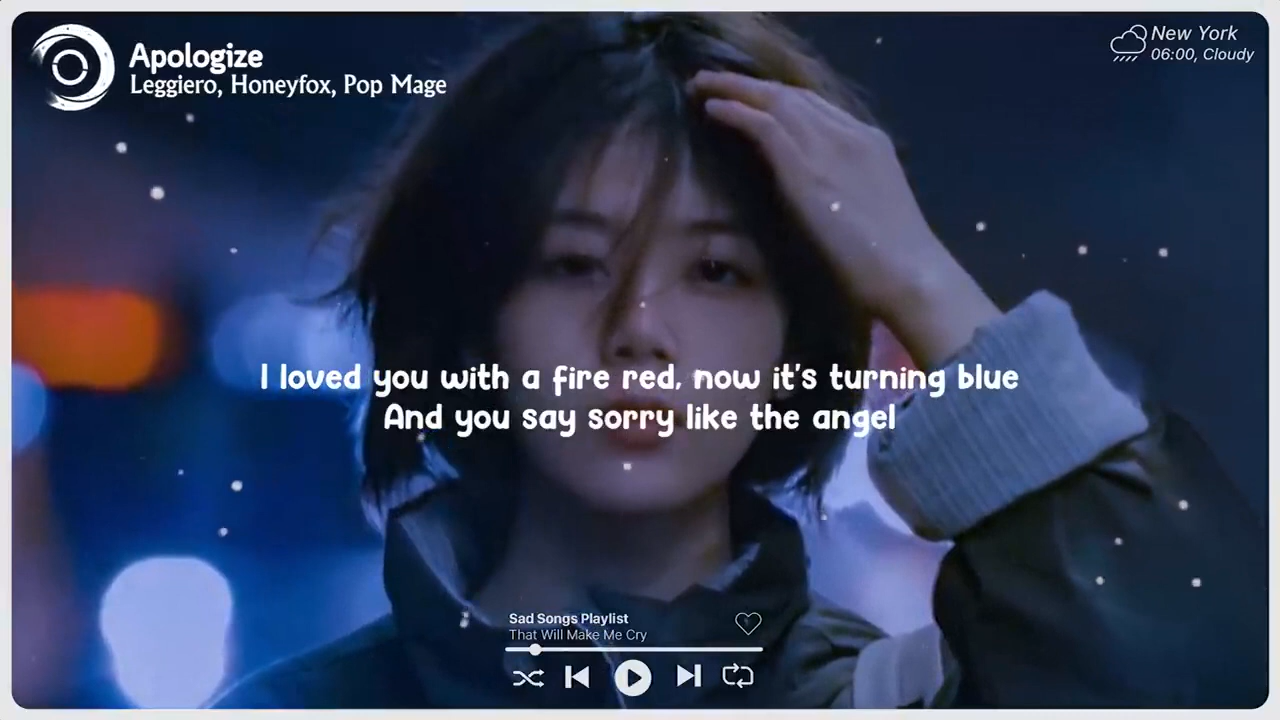 Apologize
Leggiero, Honeyfox, Pop Mage
New York
06:00, Cloudy
I loved you with a fire red, now it's turning blue
And you say sorry like the angel
Sad Songs Playlist
That Will Make Me Cry